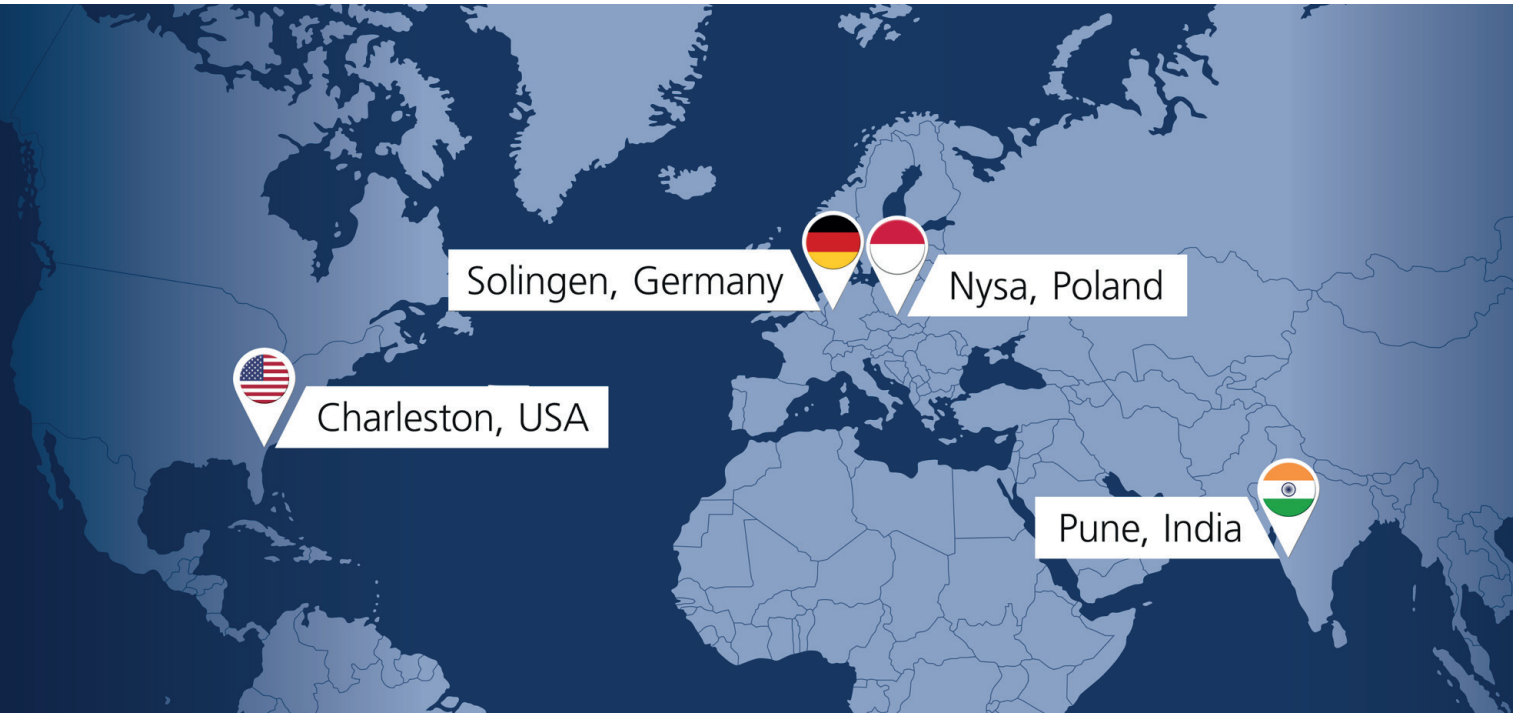 Solingen, Germany
Nysa, Poland
Charleston, USA
Pune, India